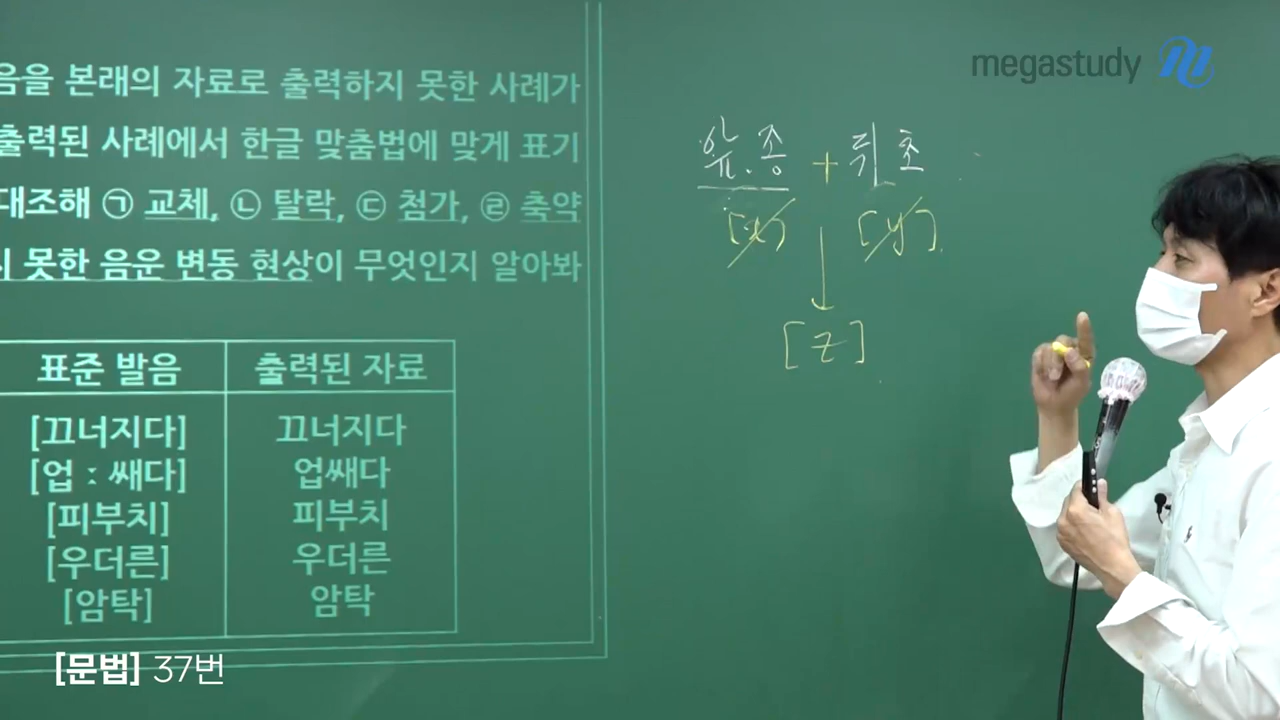 megastudy
음을 본래의 자료로 출력하지 못한 사례가
출력된 사례에서 한글 맞춤법에 맞게 표기
대조해 ㉠ 교체, ㉡ 탈락, ㉢ 첨가, ㉣ 축약
못한 음운 변동 현상이 무엇인지 알아봐
표준 발음 출력된 자료
[끄너지다] 끄너지다
[업ː쌔다] 업쌔다
[피부치] 피부치
[우더른] 우더른
[암탁] 암탁
종 + 뒤 초
[x] [y]
[z]
[문법] 37번